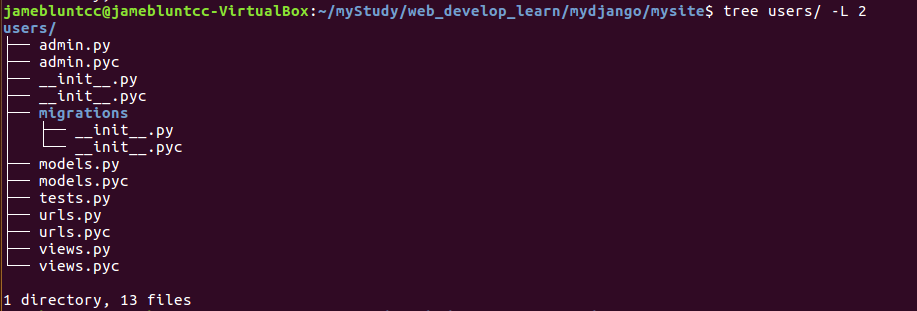 jamebluntcc@jamebluntcc-VirtualBox:~/myStudy/web_develop_learn/mydjango/mysite$ tree users/ -L 2
users/
├── admin.py
├── admin.pyc
├── __init__.py
├── __init__.pyc
├── migrations
│   ├── __init__.py
│   └── __init__.pyc
├── models.py
├── models.pyc
├── tests.py
├── urls.py
├── urls.pyc
├── views.py
└── views.pyc

1 directory, 13 files